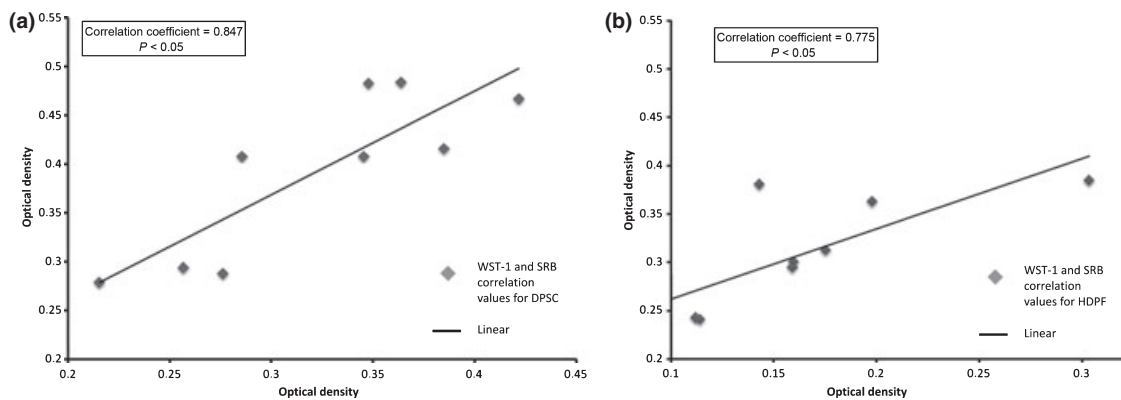 (a)
Correlation coefficient = 0.847
P < 0.05
0.55
0.5
0.45
0.4
0.35
0.3
0.25
0.2
Optical density
0.2
0.25
0.3
0.35
0.4
0.45
Optical density
WST-1 and SRB
correlation
values for DPSC
Linear
(b)
Correlation coefficient = 0.775
P < 0.05
0.55
0.5
0.45
0.4
0.35
0.3
0.25
0.2
Optical density
0.1
0.15
0.2
0.25
0.3
Optical density
WST-1 and SRB
correlation
values for HDPF
Linear